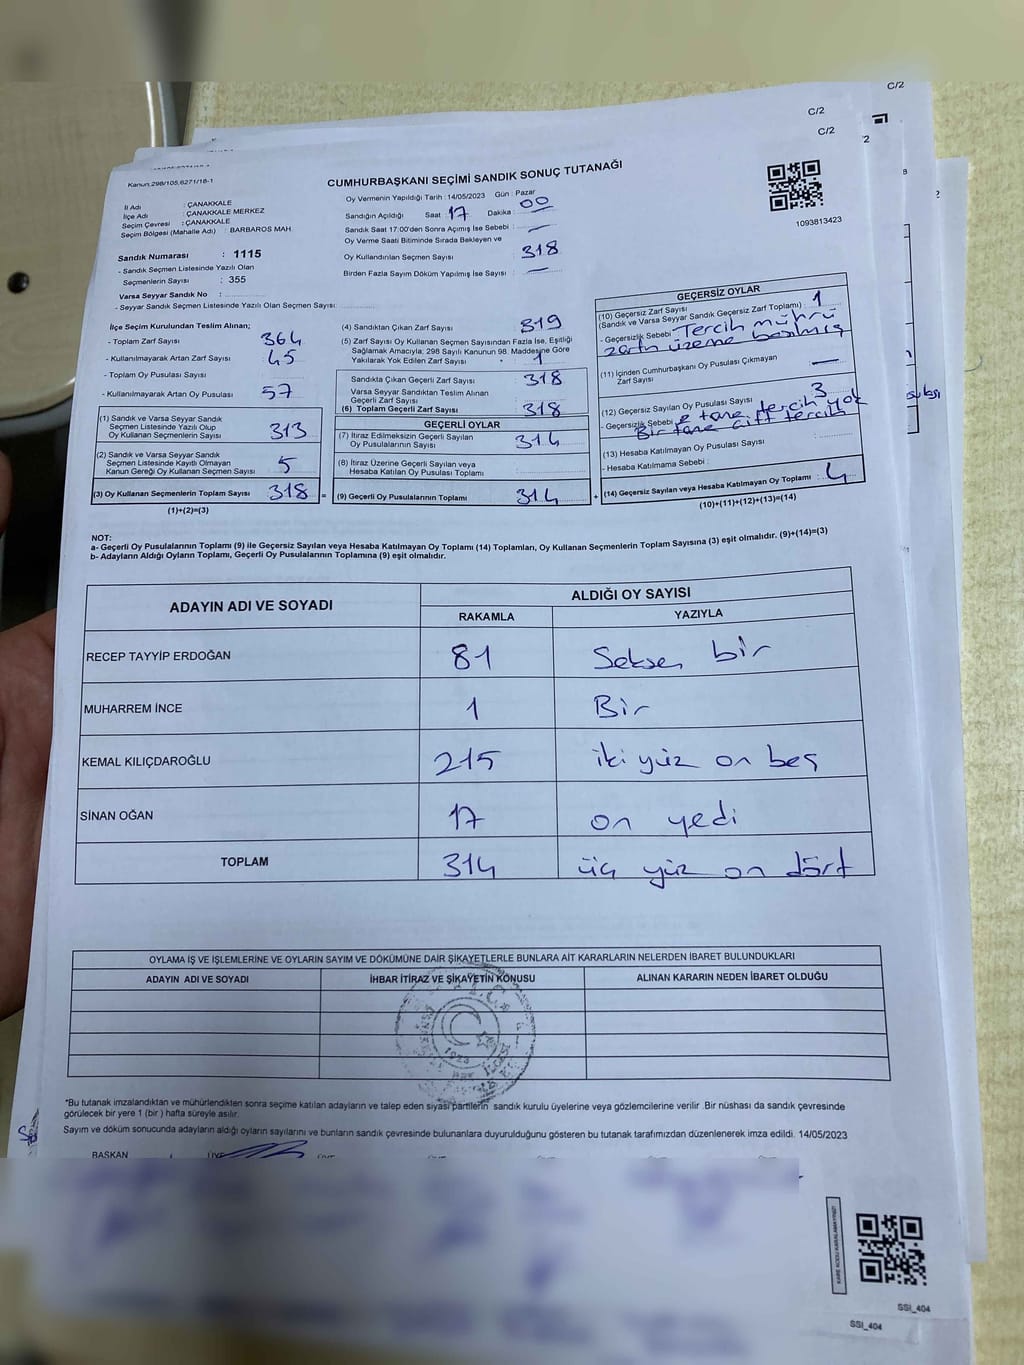 C/2
C/2
C/2
Kanun;298/105,6271/18-1
CUMHURBAŞKANI SEÇİMİ SANDIK SONUÇ TUTANAĞI
İl Adı : ÇANAKKALE
İlçe Adı : ÇANAKKALE MERKEZ
Seçim Çevresi : ÇANAKKALE
Seçim Bölgesi (Mahalle Adı) : BARBAROS MAH
Sandık Numarası : 1115
- Sandık Seçmen Listesinde Yazılı Olan
Seçmenlerin Sayısı : 355
Varsa Seyyar Sandık No :
- Seyyar Sandık Seçmen Listesinde Yazılı Olan Seçmen Sayısı:
Oy Vermenin Yapıldığı Tarih : 14/05/2023 Gün : Pazar
Sandığın Açıldığı Saat : 17 Dakika : 00
Sandık Saat 17:00'den Sonra Açımış İse Sebebi : —
Oy Verme Saati Bitiminde Sırada Bekleyen ve
Oy Kullandırılan Seçmen Sayısı : 318
Birden Fazla Sayım Döküm Yapılmış İse Sayısı : —
1093813423
İlçe Seçim Kurulundan Teslim Alınan;
- Toplam Zarf Sayısı : 364
- Kullanılmayarak Artan Zarf Sayısı : 45
- Toplam Oy Pusulası Sayısı :
- Kullanılmayarak Artan Oy Pusulası : 57
(1) Sandık ve Varsa Seyyar Sandık
Seçmen Listesinde Yazılı Olup
Oy Kullanan Seçmenlerin Sayısı : 313
(2) Sandık ve Varsa Seyyar Sandık
Seçmen Listesinde Kayıtlı Olmayan
Kanun Gereği Oy Kullanan Seçmen Sayısı : 5
(3) Oy Kullanan Seçmenlerin Toplam Sayısı : 318 =
(1)+(2)=(3)
(4) Sandıktan Çıkan Zarf Sayısı : 319
(5) Zarf Sayısı Oy Kullanan Seçmen Sayısından Fazla İse, Eşitliği
Sağlamak Amacıyla, 298 Sayılı Kanunun 98. Maddesine Göre
Yakılarak Yok Edilen Zarf Sayısı : 1
Sandıkta Çıkan Geçerli Zarf Sayısı : 318
Varsa Seyyar Sandıktan Teslim Alınan
Geçerli Zarf Sayısı :
(6) Toplam Geçerli Zarf Sayısı : 318
GEÇERLİ OYLAR
(7) İtiraz Edilmeksizin Geçerli Sayılan
Oy Pusulalarının Sayısı : 314
(8) İtiraz Üzerine Geçerli Sayılan veya
Hesaba Katılan Oy Pusulası Toplamı :
(9) Geçerli Oy Pusulalarının Toplamı : 314 +
GEÇERSİZ OYLAR
(10) Geçersiz Zarf Sayısı
(Sandık ve Varsa Seyyar Sandık Geçersiz Zarf Toplamı) : 1
- Geçersizlik Sebebi : Tercih mührü
zarfın üzerine basılmış
(11) İçinden Cumhurbaşkanı Oy Pusulası Çıkmayan
Zarf Sayısı : —
(12) Geçersiz Sayılan Oy Pusulası Sayısı : 3
- Geçersizlik Sebebi : tane tercih yok
Bir tane çift tercih
(13) Hesaba Katılmayan Oy Pusulası Sayısı :
- Hesaba Katılmama Sebebi :
(14) Geçersiz Sayılan veya Hesaba Katılmayan Oy Toplamı : 4
(10)+(11)+(12)+(13)=(14)
NOT:
a- Geçerli Oy Pusulalarının Toplamı (9) ile Geçersiz Sayılan veya Hesaba Katılmayan Oy Toplamı (14) Toplamları, Oy Kullanan Seçmenlerin Toplam Sayısına (3) eşit olmalıdır. (9)+(14)=(3)
b- Adayların Aldığı Oyların Toplamı, Geçerli Oy Pusulalarının Toplamına (9) eşit olmalıdır.
ADAYIN ADI VE SOYADI
ALDIĞI OY SAYISI
RAKAMLA YAZIYLA
RECEP TAYYİP ERDOĞAN 81 Seksen bir
MUHARREM İNCE 1 Bir
KEMAL KILIÇDAROĞLU 215 iki yüz on beş
SİNAN OĞAN 17 on yedi
TOPLAM 314 üç yüz on dört
OYLAMA İŞ VE İŞLEMLERİNE VE OYLARIN SAYIM VE DÖKÜMÜNE DAİR ŞİKAYETLERLE BUNLARA AİT KARARLARIN NELERDEN İBARET BULUNDUKLARI
ADAYIN ADI VE SOYADI İHBAR İTİRAZ VE ŞİKAYETİN KONUSU ALINAN KARARIN NEDEN İBARET OLDUĞU
T.C.
1923
*Bu tutanak imzalandıktan ve mühürlendikten sonra seçime katılan adayların ve talep eden siyasi partilerin sandık kurulu üyelerine veya gözlemcilerine verilir .Bir nüshası da sandık çevresinde
görülecek bir yere 1 (bir ) hafta süreyle asılır.
Sayım ve döküm sonucunda adayların aldığı oyların sayılarını ve bunların sandık çevresinde bulunanlara duyurulduğunu gösteren bu tutanak tarafımızdan düzenlenerek imza edildi. 14/05/2023
BAŞKAN ÜYE
KARE KODU KARALAMAYINIZ!
SSI_404
SSI_404